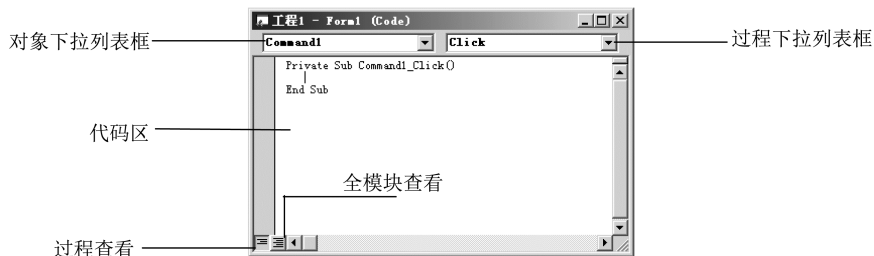 工程1 - Form1 (Code)
对象下拉列表框
Command1
Click
过程下拉列表框
Private Sub Command1_Click()
End Sub
代码区
全模块查看
过程查看